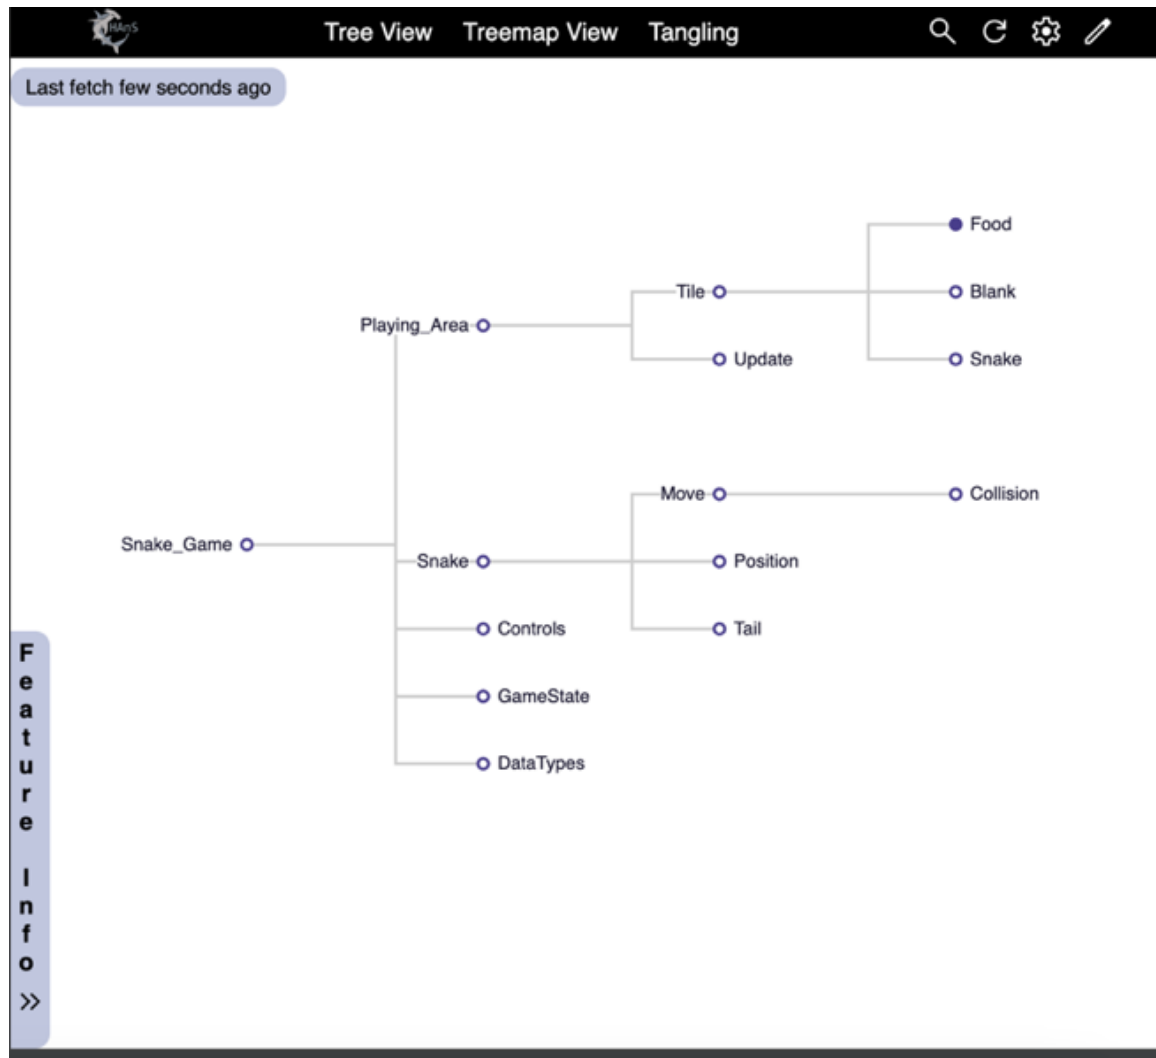 HAnS
Tree View Treemap View Tangling
Last fetch few seconds ago
Food
Tile Blank
Playing_Area
Update Snake
Move Collision
Snake_Game
Snake Position
Controls Tail
GameState
DataTypes
Feature Info